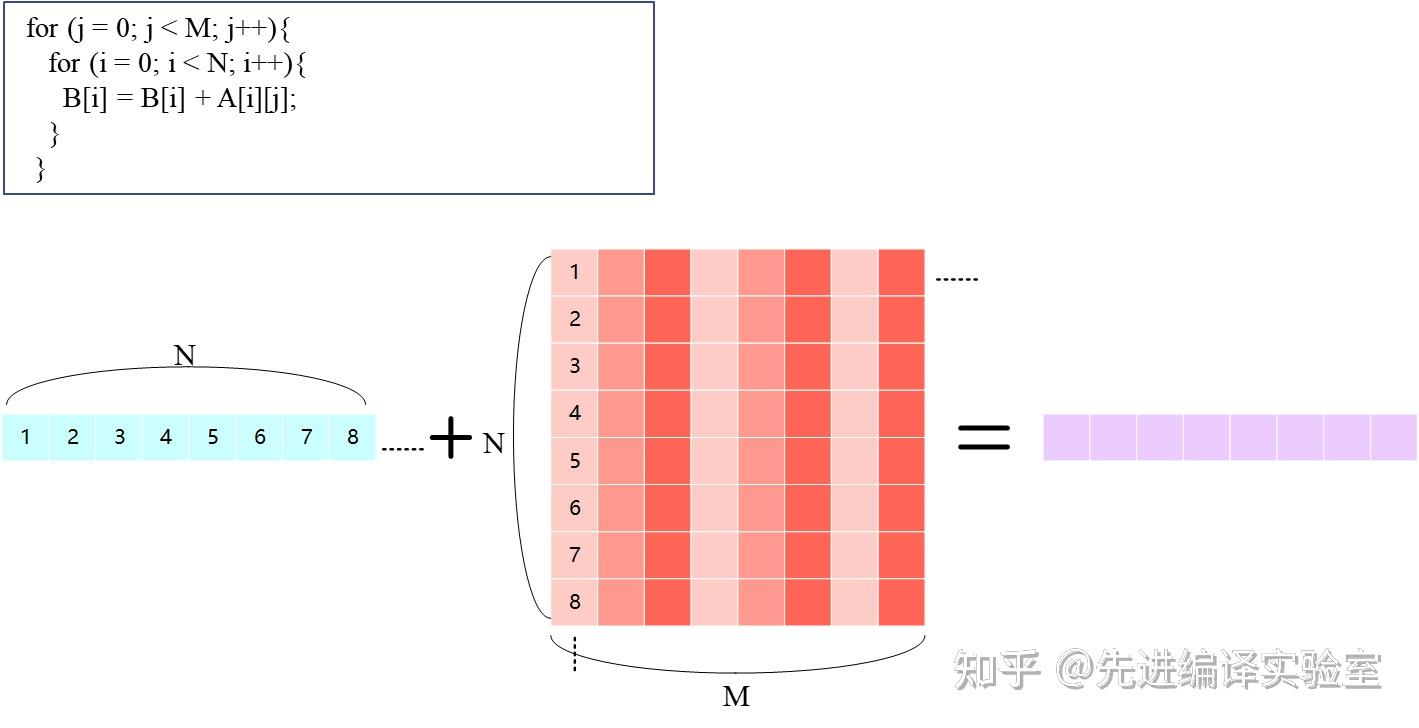 for (j = 0; j < M; j++){
for (i = 0; i < N; i++){
B[i] = B[i] + A[i][j];
}
}
N
1 2 3 4 5 6 7 8 ...... + N
1 ......
2
3
4
5
6
7
8
=
M
知乎 @先进编译实验室